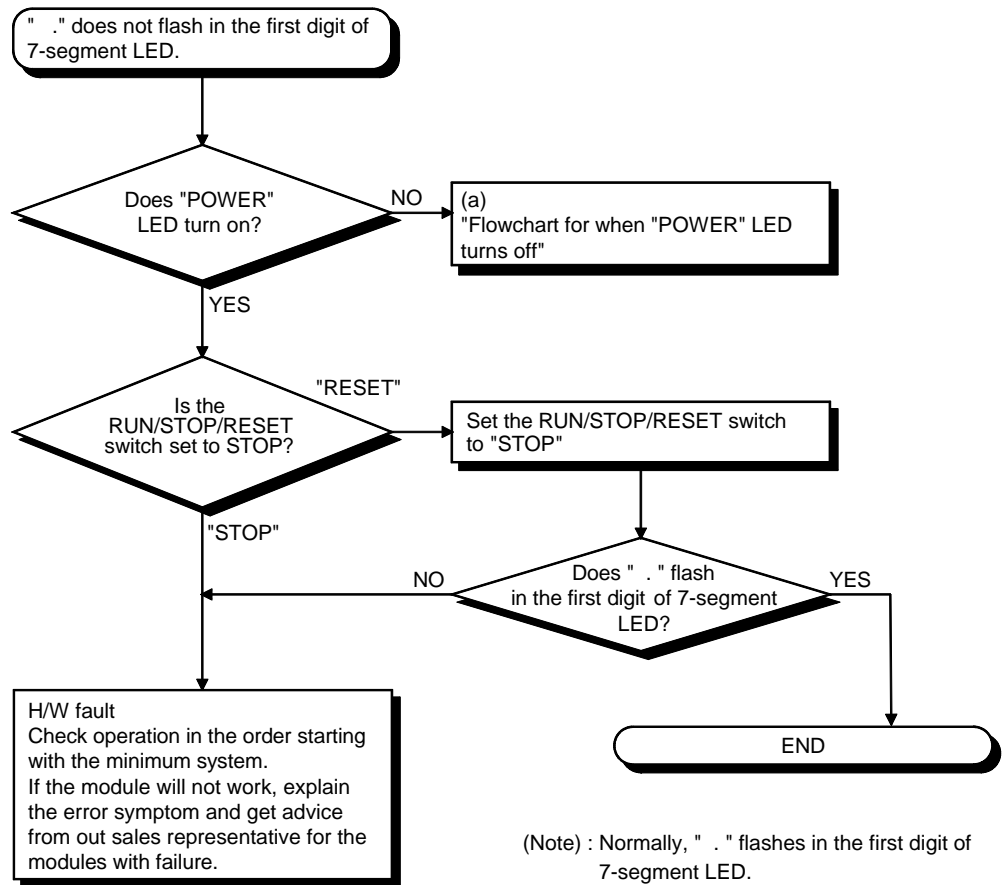 "   ." does not flash in the first digit of
7-segment LED.
Does "POWER"
LED turn on?
NO
(a)
"Flowchart for when "POWER" LED
turns off"
YES
Is the
RUN/STOP/RESET
switch set to STOP?
"RESET"
Set the RUN/STOP/RESET switch
to "STOP"
"STOP"
Does "  . " flash
in the first digit of 7-segment
LED?
NO
YES
H/W fault
Check operation in the order starting
with the minimum system.
If the module will not work, explain
the error symptom and get advice
from out sales representative for the
modules with failure.
END
(Note) : Normally, "  . " flashes in the first digit of
7-segment LED.